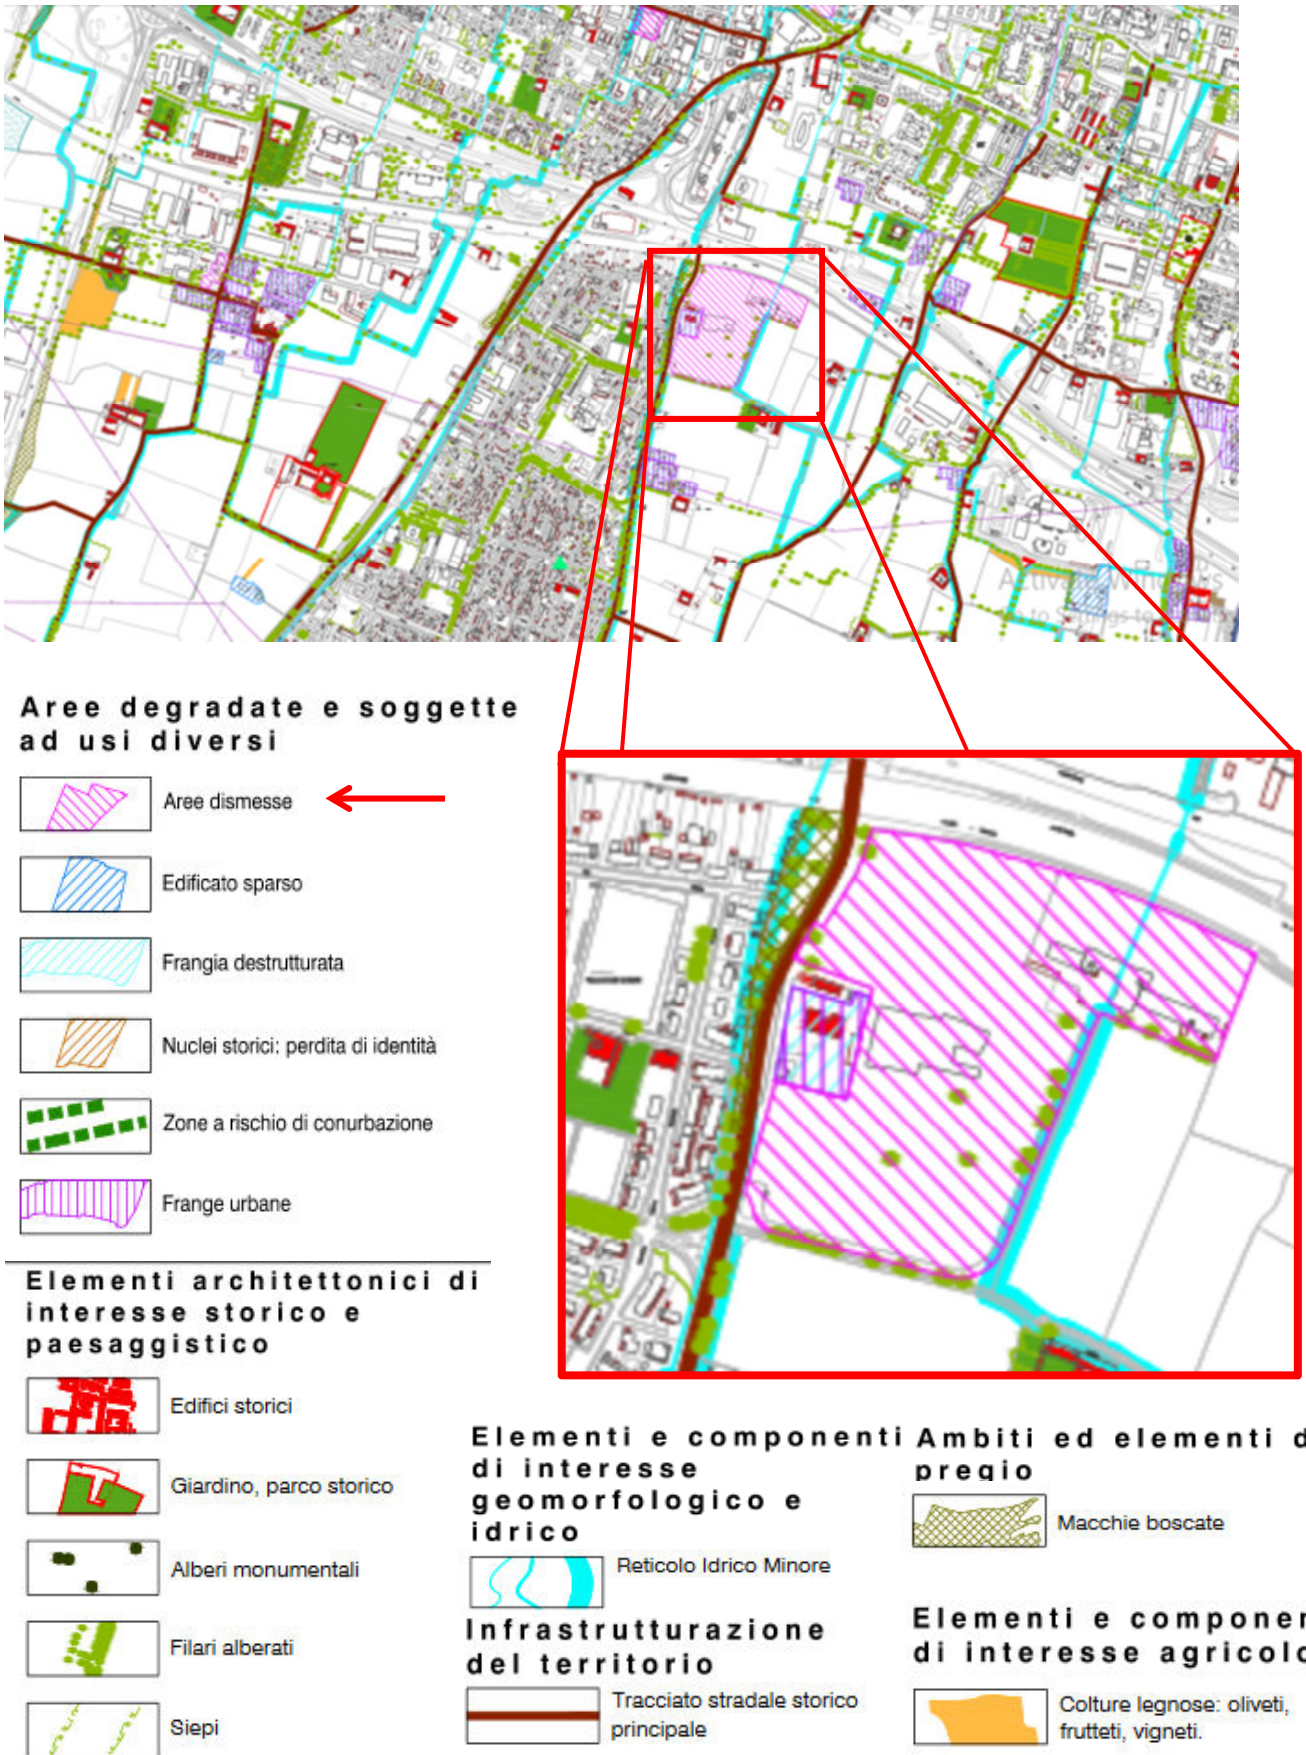 Aree degradate e soggette
ad usi diversi
Aree dismesse
Edificato sparso
Frangia destrutturata
Nuclei storici: perdita di identità
Zone a rischio di conurbazione
Frange urbane
Elementi architettonici di
interesse storico e
paesaggistico
Edifici storici
Giardino, parco storico
Alberi monumentali
Filari alberati
Siepi
Elementi e componenti
di interesse
geomorfologico e
idrico
Reticolo Idrico Minore
Infrastrutturazione
del territorio
Tracciato stradale storico
principale
Ambiti ed elementi d
pregio
Macchie boscate
Elementi e componen
di interesse agricolo
Colture legnose: oliveti,
frutteti, vigneti.